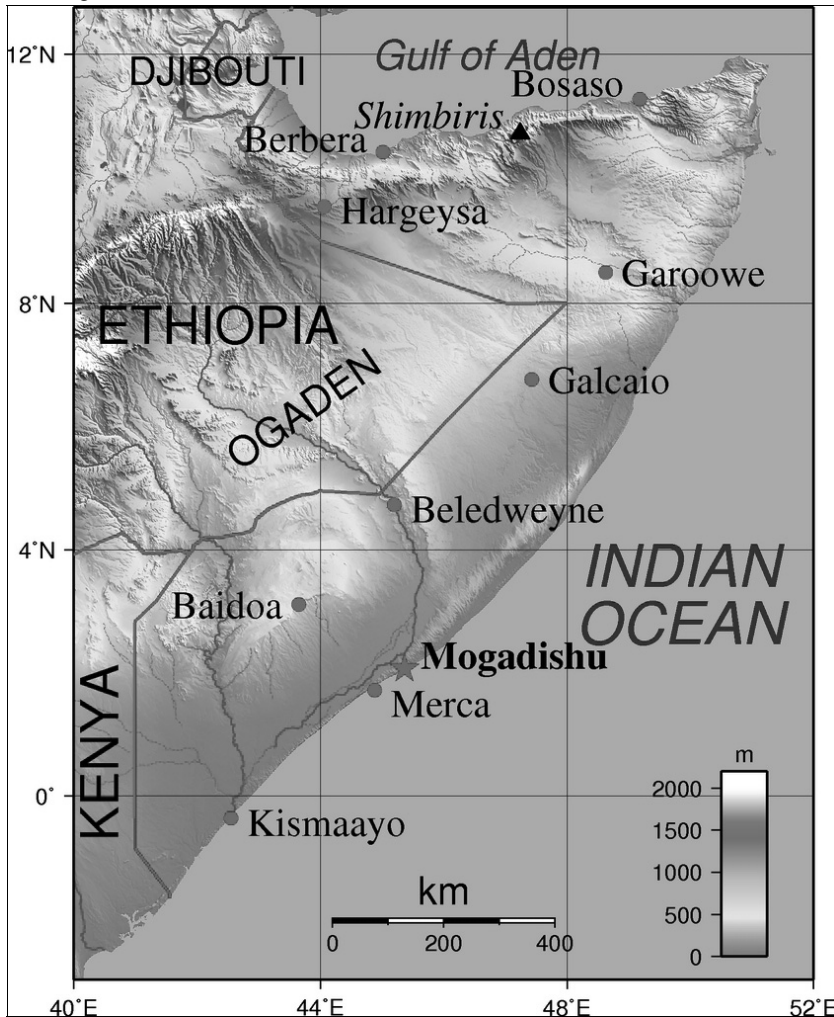 12°N
DJIBOUTI
Gulf of Aden
Bosaso
Shimbiris
Berbera
Hargeysa
Garoowe
8°N
ETHIOPIA
OGADEN
Galcaio
Beledweyne
4°N
INDIAN
OCEAN
Baidoa
Mogadishu
Merca
KENYA
m
2000
1500
1000
500
0
0°
Kismaayo
km
0 200 400
40°E 44°E 48°E 52°E